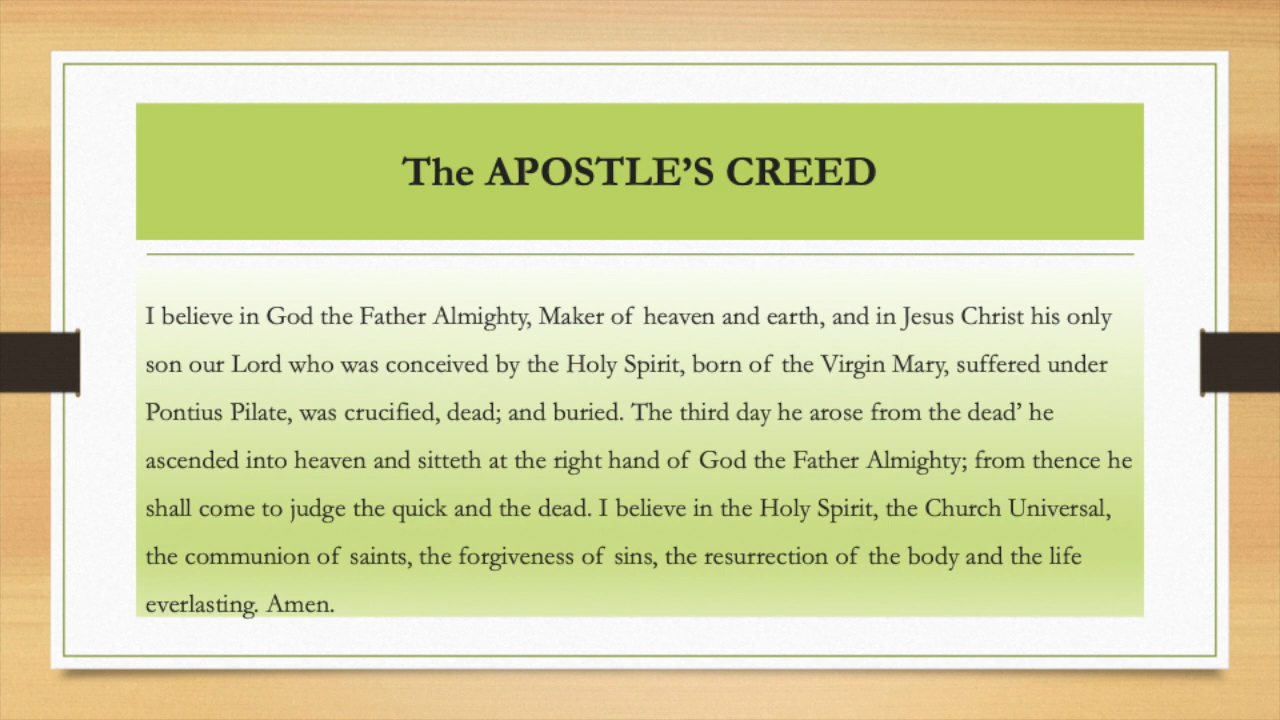 The APOSTLE’S CREED
I believe in God the Father Almighty, Maker of heaven and earth, and in Jesus Christ his only
son our Lord who was conceived by the Holy Spirit, born of the Virgin Mary, suffered under
Pontius Pilate, was crucified, dead; and buried. The third day he arose from the dead’ he
ascended into heaven and sitteth at the right hand of God the Father Almighty; from thence he
shall come to judge the quick and the dead. I believe in the Holy Spirit, the Church Universal,
the communion of saints, the forgiveness of sins, the resurrection of the body and the life
everlasting. Amen.